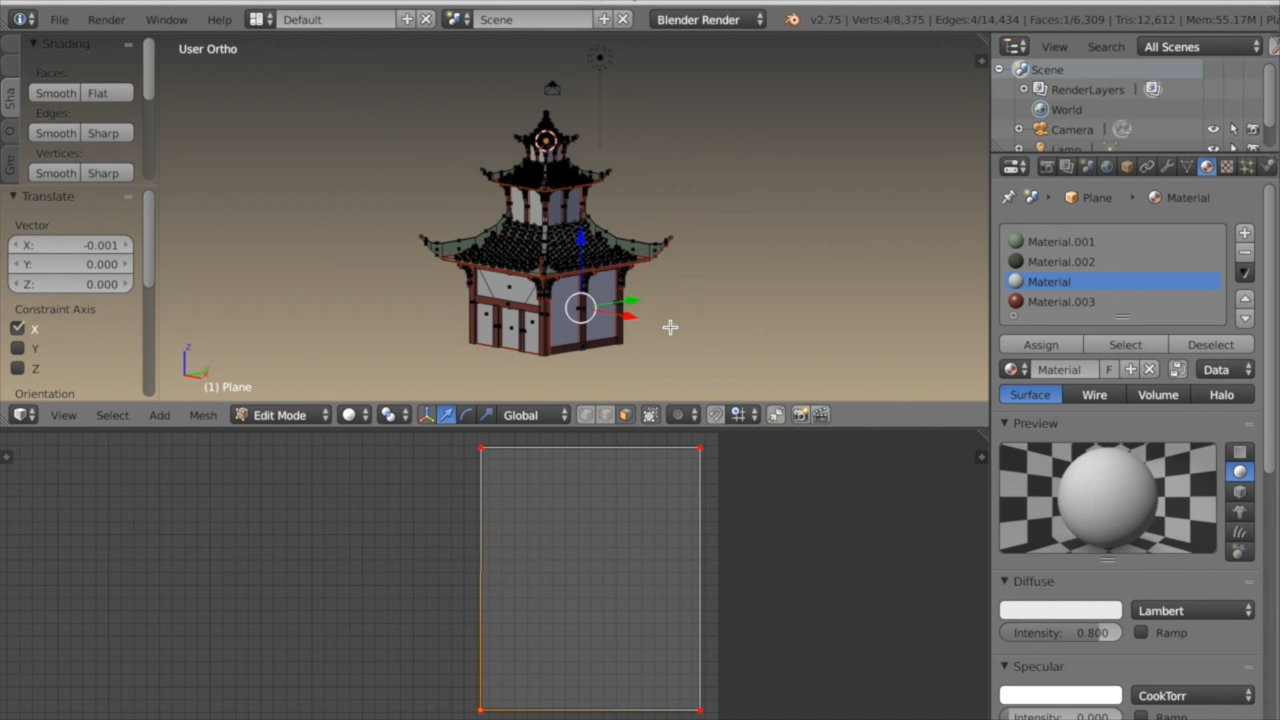 File Render Window Help Default Scene Blender Render v2.75 | Verts:4/8,375 | Edges:4/14,434 | Faces:1/6,309 | Tris:12,612 | Mem:55.17M |
Shading
User Ortho
View Search All Scenes
Faces:
Scene
Smooth Flat
RenderLayers
Sha
Edges:
World
Smooth Sharp
Camera
O
Vertices:
Lamp
Gre
Smooth Sharp
Translate
Plane Material
Vector
X: -0.001
Material.001
Y: 0.000
Material.002
Z: 0.000
Material
Constraint Axis
Material.003
X
Y
Assign Select Deselect
Z
Material F Data
Orientation
(1) Plane
Surface Wire Volume Halo
View Select Add Mesh Edit Mode Global
Preview
Diffuse
Lambert
Intensity: 0.800 Ramp
Specular
CookTorr
Intensity: 0.000 Ramp